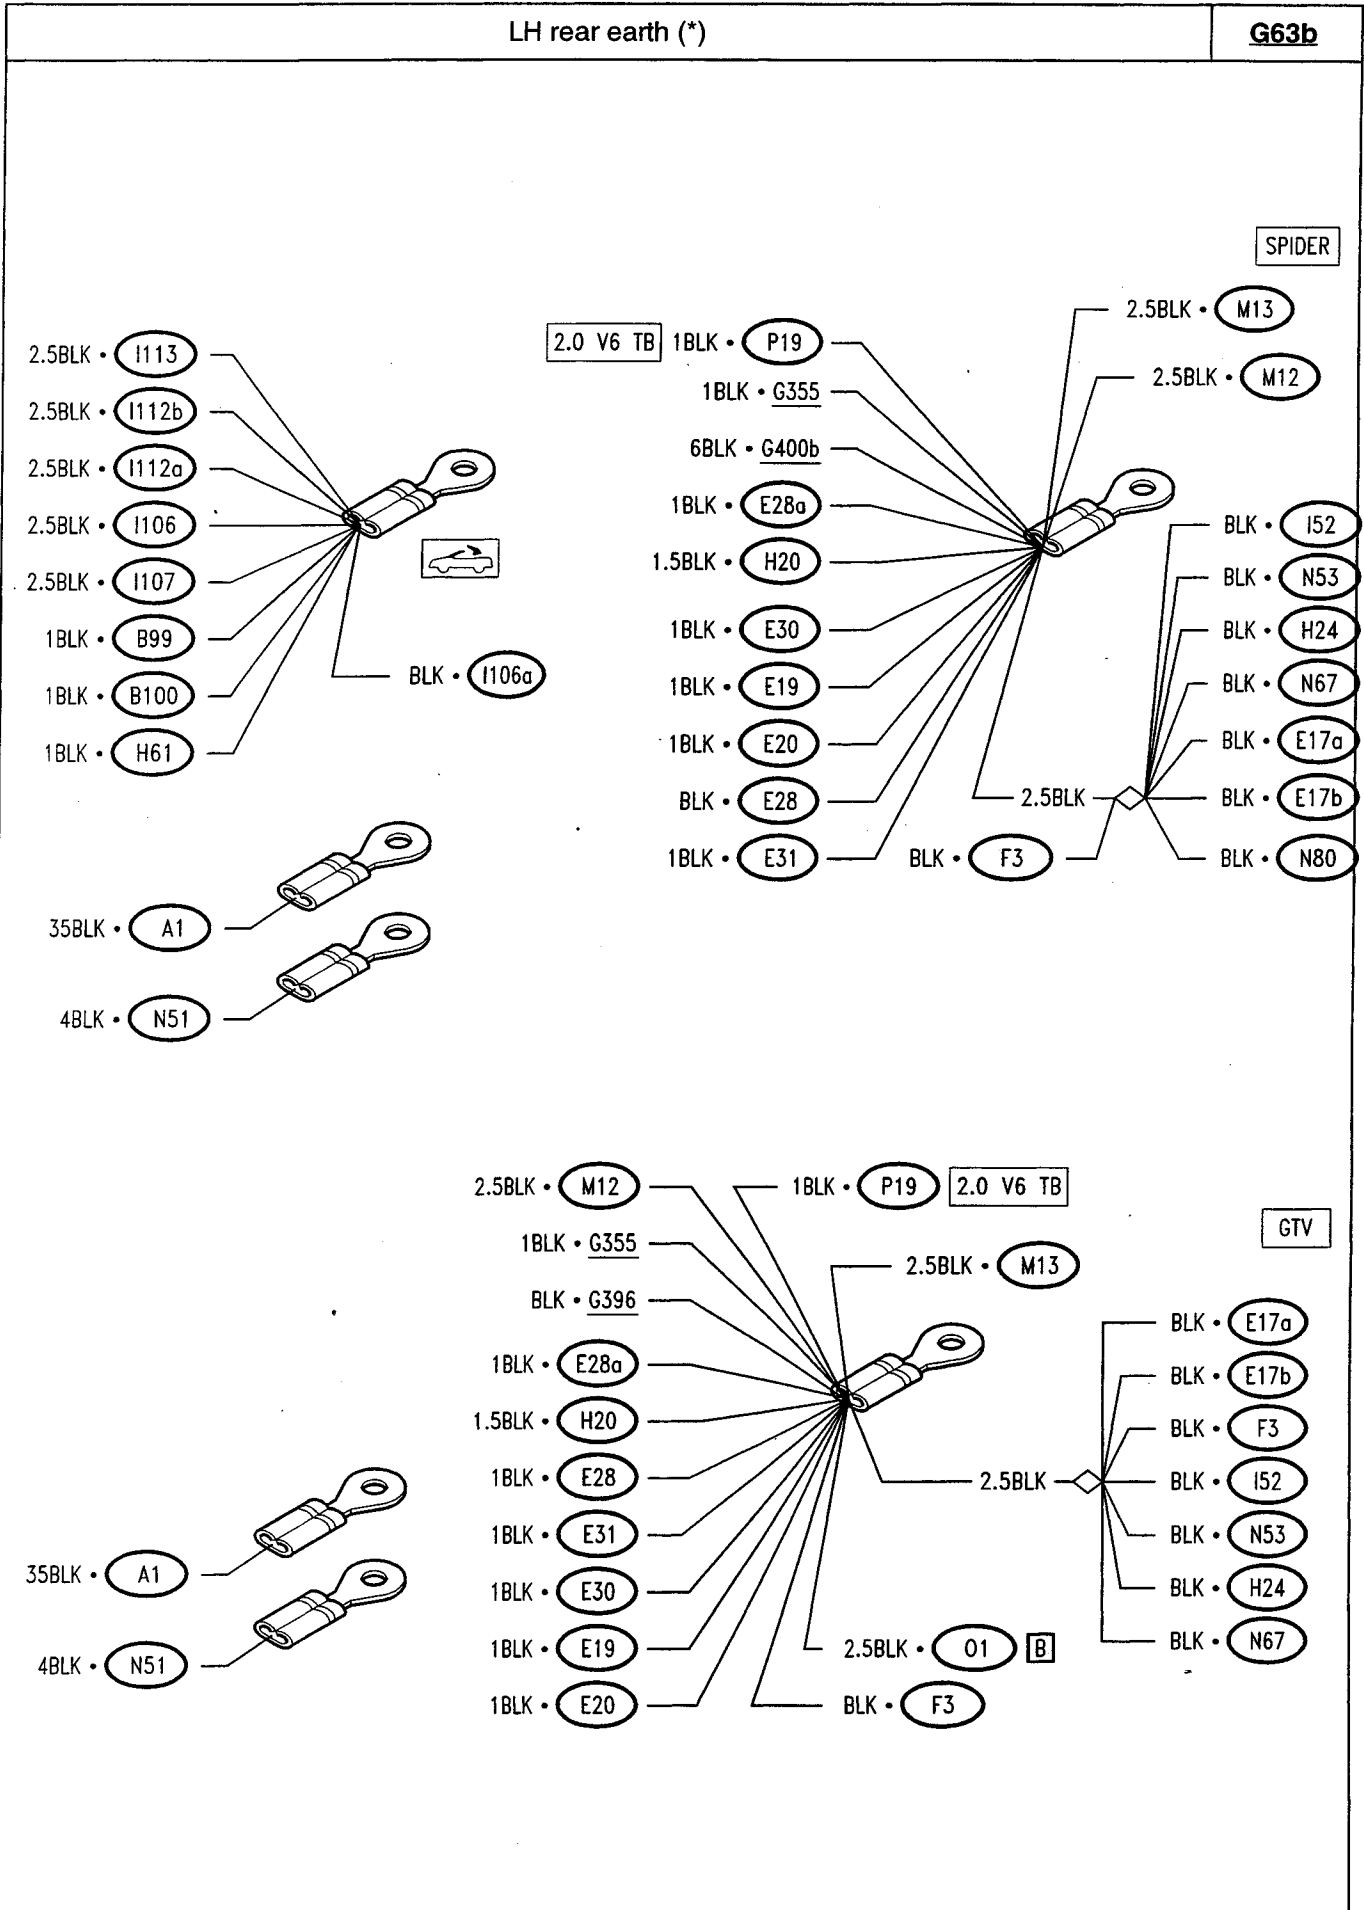 LH rear earth (*)
G63b
SPIDER
2.5BLK • I113
2.5BLK • I112b
2.5BLK • I112a
2.5BLK • I106
2.5BLK • I107
1BLK • B99
1BLK • B100
1BLK • H61
BLK • I106a
35BLK • A1
4BLK • N51
2.0 V6 TB 1BLK • P19
1BLK • G355
6BLK • G400b
1BLK • E28a
1.5BLK • H20
1BLK • E30
1BLK • E19
1BLK • E20
BLK • E28
1BLK • E31
2.5BLK • M13
2.5BLK • M12
2.5BLK
BLK • F3
BLK • I52
BLK • N53
BLK • H24
BLK • N67
BLK • E17a
BLK • E17b
BLK • N80
GTV
2.5BLK • M12
1BLK • G355
BLK • G396
1BLK • E28a
1.5BLK • H20
1BLK • E28
1BLK • E31
1BLK • E30
1BLK • E19
1BLK • E20
1BLK • P19 2.0 V6 TB
2.5BLK • M13
2.5BLK
2.5BLK • O1 B
BLK • F3
BLK • E17a
BLK • E17b
BLK • F3
BLK • I52
BLK • N53
BLK • H24
BLK • N67
35BLK • A1
4BLK • N51